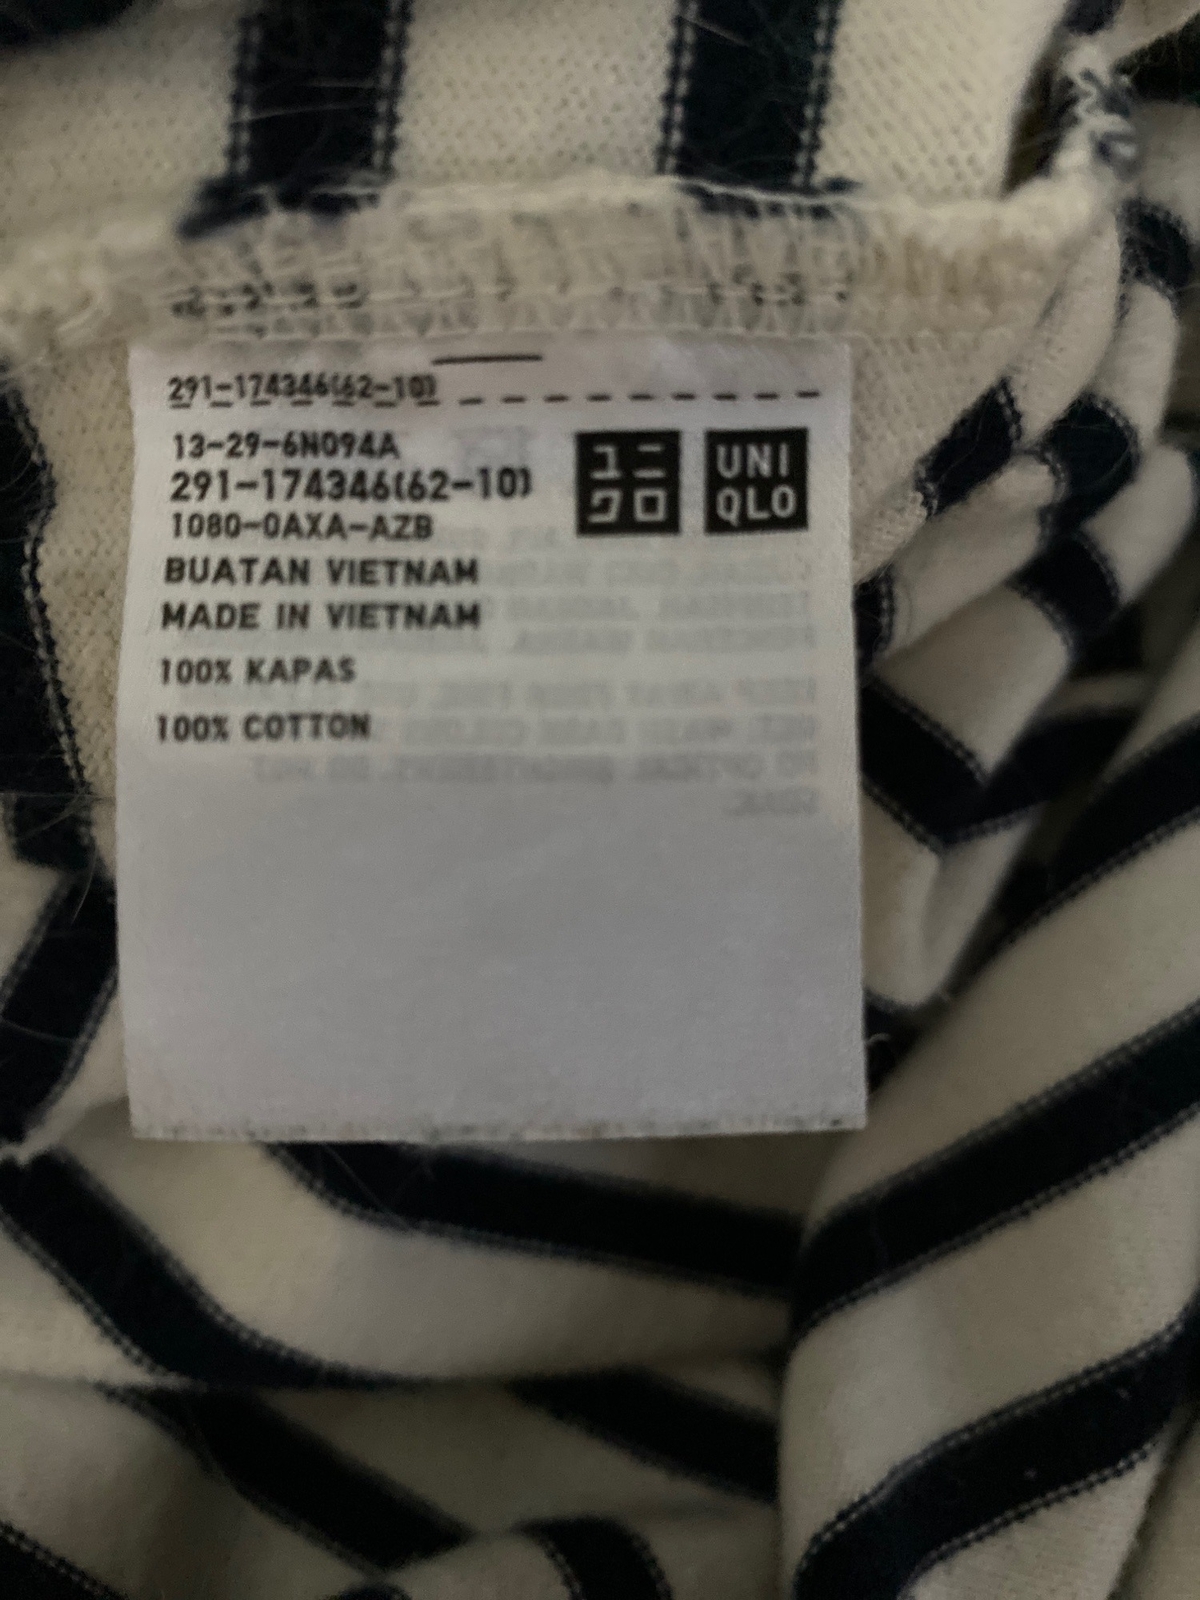 291-174346(62-10)
13-29-6N094A
291-174346(62-10)
1080-0AXA-AZB
BUATAN VIETNAM
MADE IN VIETNAM
100% KAPAS
100% COTTON
ユニ
クロ
UNI
QLO